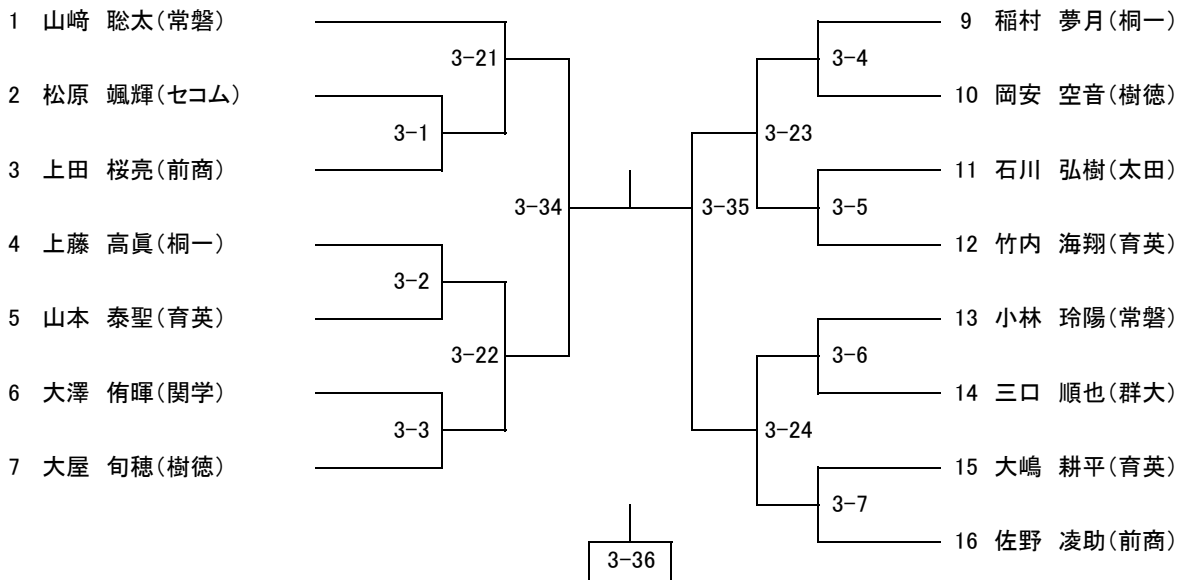 1 山﨑 聡太(常磐)
3-21
2 松原 颯輝(セコム)
3-1
3 上田 桜亮(前商)
3-34
4 上藤 高眞(桐一)
3-2
5 山本 泰聖(育英)
3-22
6 大澤 侑暉(関学)
3-3
7 大屋 旬穂(樹徳)
9 稲村 夢月(桐一)
3-4
10 岡安 空音(樹徳)
3-23
11 石川 弘樹(太田)
3-35
3-5
12 竹内 海翔(育英)
13 小林 玲陽(常磐)
3-6
14 三口 順也(群大)
3-24
15 大嶋 耕平(育英)
3-7
16 佐野 凌助(前商)
3-36